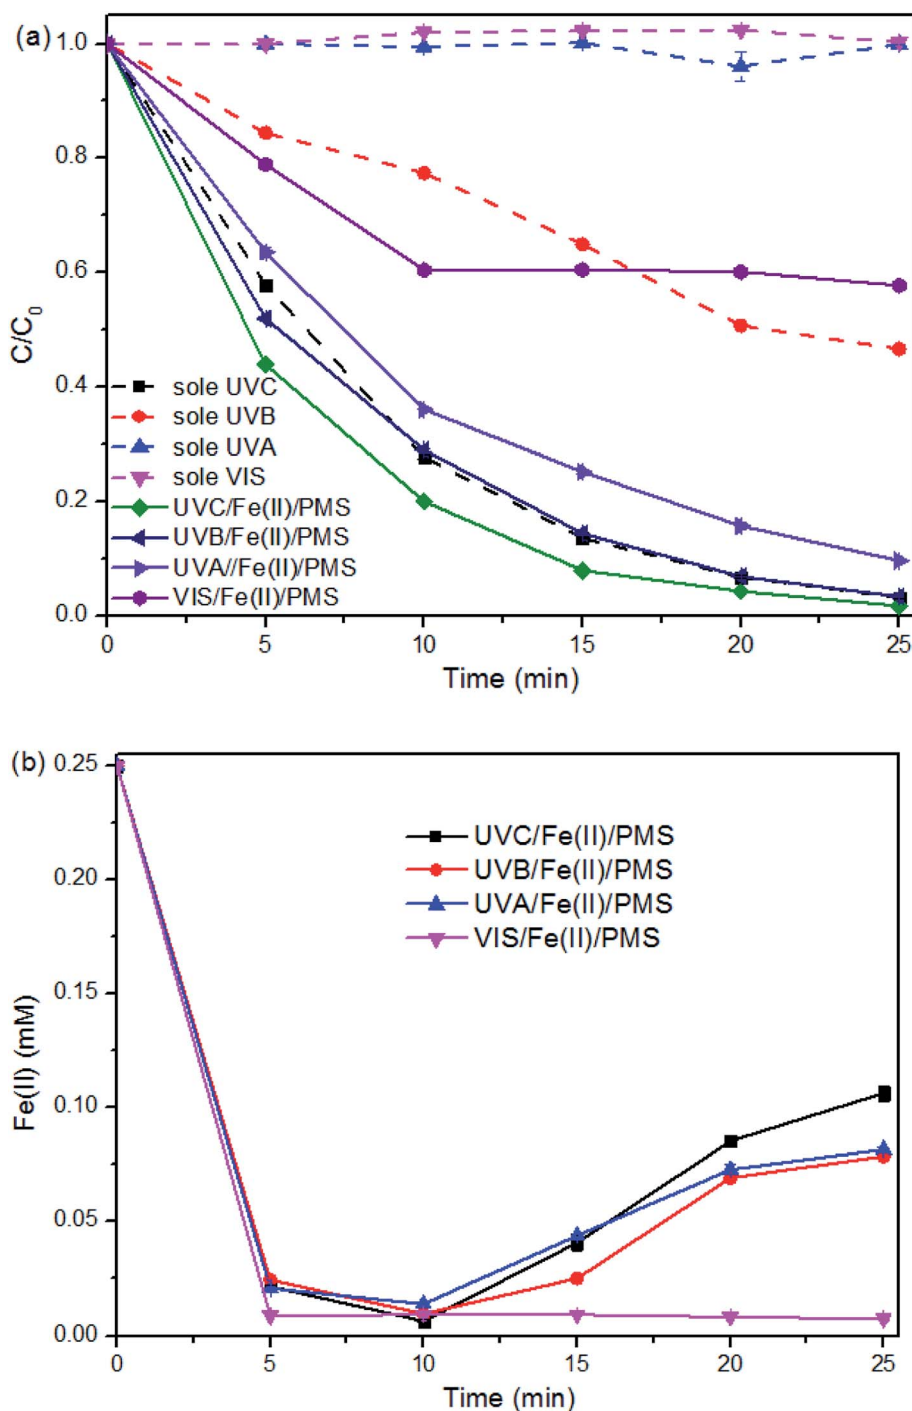 (a)
1.0
0.8
0.6
0.4
0.2
0.0
C/C0
sole UVC
sole UVB
sole UVA
sole VIS
UVC/Fe(II)/PMS
UVB/Fe(II)/PMS
UVA//Fe(II)/PMS
VIS/Fe(II)/PMS
0 5 10 15 20 25
Time (min)
(b)
0.25
0.20
0.15
0.10
0.05
0.00
Fe(II) (mM)
UVC/Fe(II)/PMS
UVB/Fe(II)/PMS
UVA/Fe(II)/PMS
VIS/Fe(II)/PMS
0 5 10 15 20 25
Time (min)